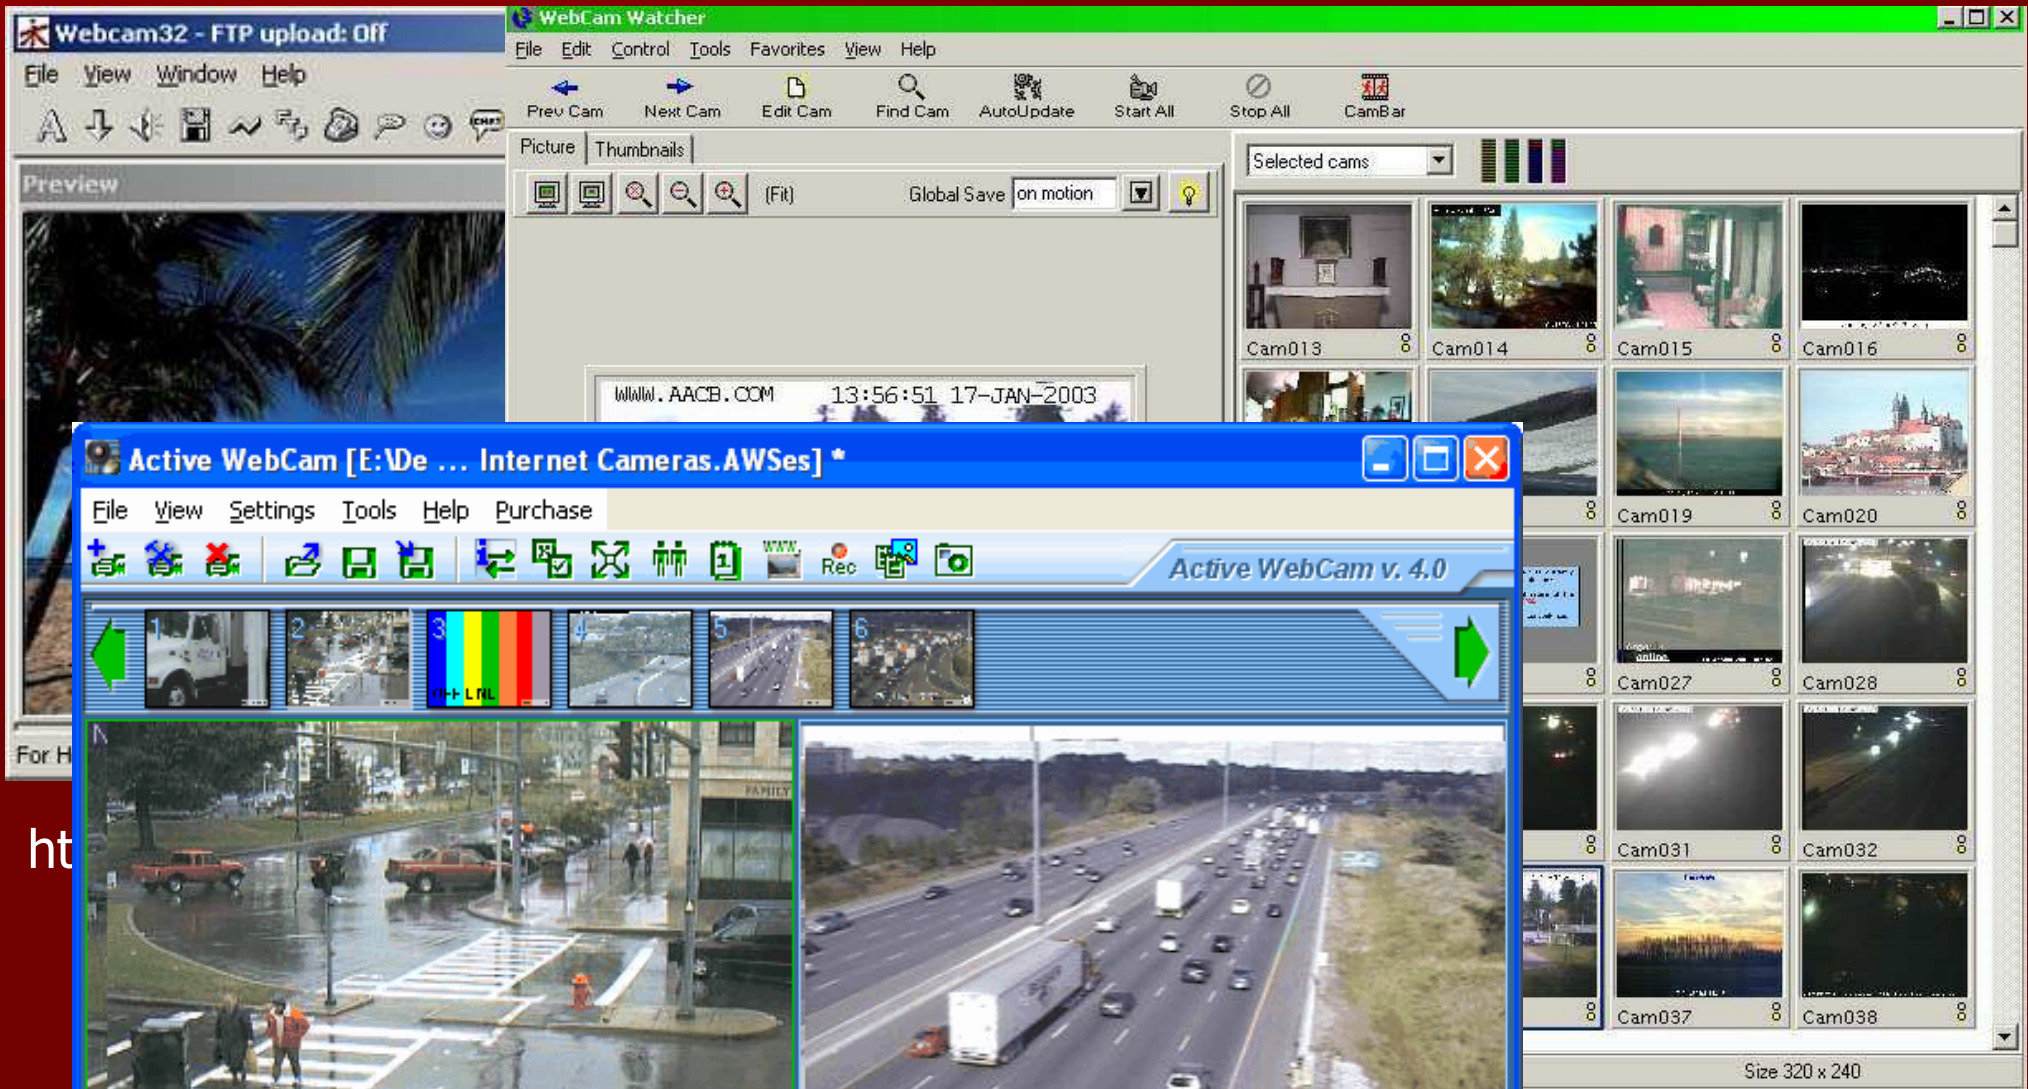 Webcam32 - FTP upload: Off
File View Window Help
CHAT
Preview
For H
ht
WebCam Watcher
File Edit Control Tools Favorites View Help
Prev Cam Next Cam Edit Cam Find Cam AutoUpdate Start All Stop All CamBar
Picture Thumbnails
(Fit) Global Save on motion
WWW.AACB.COM 13:56:51 17-JAN-2003
Selected cams
Cam013 Cam014 Cam015 Cam016
Cam019 Cam020
Cam027 Cam028
online
Cam031 Cam032
Cam037 Cam038
Size 320 x 240
Active WebCam [E:\De ... Internet Cameras.AWSes] *
File View Settings Tools Help Purchase
WWW Rec
Active WebCam v. 4.0
1 2 3 4 5 6
FAMILY